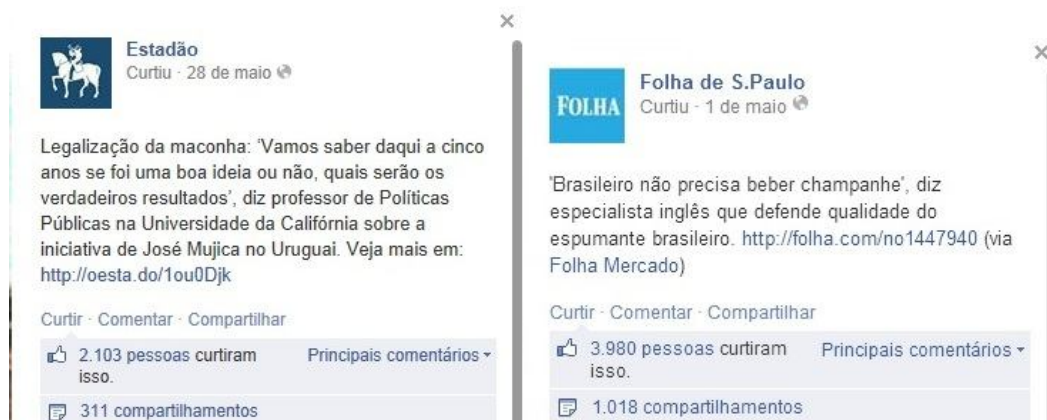 Estadão
Curtiu · 28 de maio
Legalização da maconha: 'Vamos saber daqui a cinco
anos se foi uma boa ideia ou não, quais serão os
verdadeiros resultados', diz professor de Políticas
Públicas na Universidade da Califórnia sobre a
iniciativa de José Mujica no Uruguai. Veja mais em:
http://oesta.do/1ou0Djk
Curtir · Comentar · Compartilhar
2.103 pessoas curtiram
isso.
Principais comentários
311 compartilhamentos
FOLHA
Folha de S.Paulo
Curtiu · 1 de maio
'Brasileiro não precisa beber champanhe', diz
especialista inglês que defende qualidade do
espumante brasileiro. http://folha.com/no1447940 (via
Folha Mercado)
Curtir · Comentar · Compartilhar
3.980 pessoas curtiram
isso.
Principais comentários
1.018 compartilhamentos